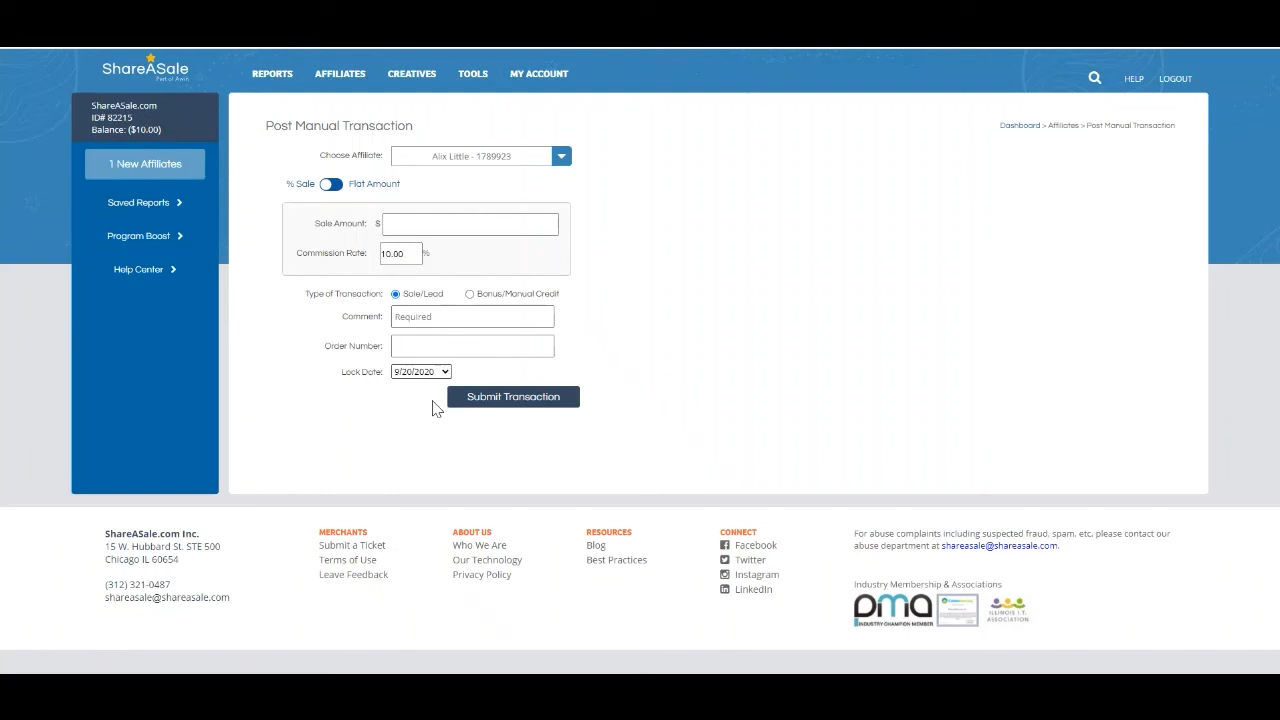 ShareASale
Part of Awin
REPORTS AFFILIATES CREATIVES TOOLS MY ACCOUNT
HELP LOGOUT
ShareASale.com
ID# 82215
Balance: ($10.00)
1 New Affiliates
Saved Reports
Program Boost
Help Center
Post Manual Transaction
Dashboard > Affiliates > Post Manual Transaction
Choose Affiliate: Alix Little - 1789923
% Sale Flat Amount
Sale Amount: $
Commission Rate: 10.00 %
Type of Transaction: Sale/Lead Bonus/Manual Credit
Comment: Required
Order Number:
Lock Date: 9/20/2020
Submit Transaction
ShareASale.com Inc.
15 W. Hubbard St. STE 500
Chicago IL 60654
(312) 321-0487
shareasale@shareasale.com
MERCHANTS
Submit a Ticket
Terms of Use
Leave Feedback
ABOUT US
Who We Are
Our Technology
Privacy Policy
RESOURCES
Blog
Best Practices
CONNECT
Facebook
Twitter
Instagram
LinkedIn
For abuse complaints including suspected fraud, spam, etc, please contact our
abuse department at shareasale@shareasale.com.
Industry Membership & Associations
pma
INDUSTRY CHAMPION MEMBER
ILLINOIS I.T.
ASSOCIATION